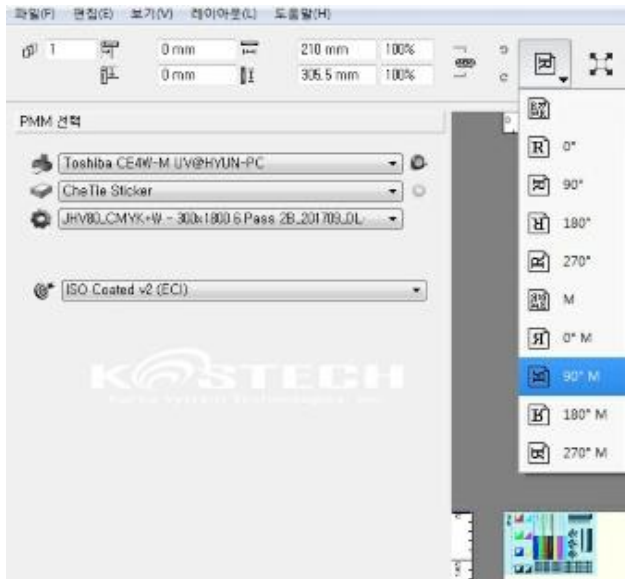 파일(F) 편집(E) 보기(V) 레이아웃(L) 도움말(H)
1 0 mm 210 mm 100%
0 mm 305.5 mm 100%
PMM 선택
Toshiba CE4W-M UV@HYUN-PC
CheTie Sticker
JHV80_CMYK+W - 300x1800 6 Pass 2B_201709_DL
ISO Coated v2 (ECI)
KOSTECH
R 0°
90°
180°
270°
M
0° M
90° M
180° M
270° M